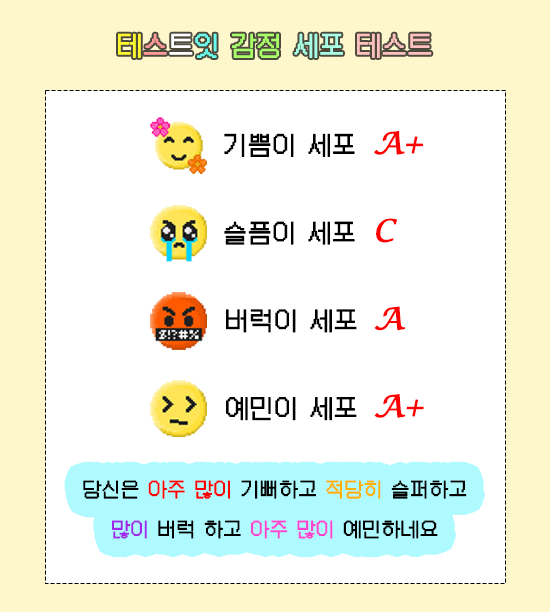 테스트잇 감정 세포 테스트
기쁨이 세포 A+
슬픔이 세포 C
버럭이 세포 A
$!?#%
예민이 세포 A+
당신은 아주 많이 기뻐하고 적당히 슬퍼하고
많이 버럭 하고 아주 많이 예민하네요